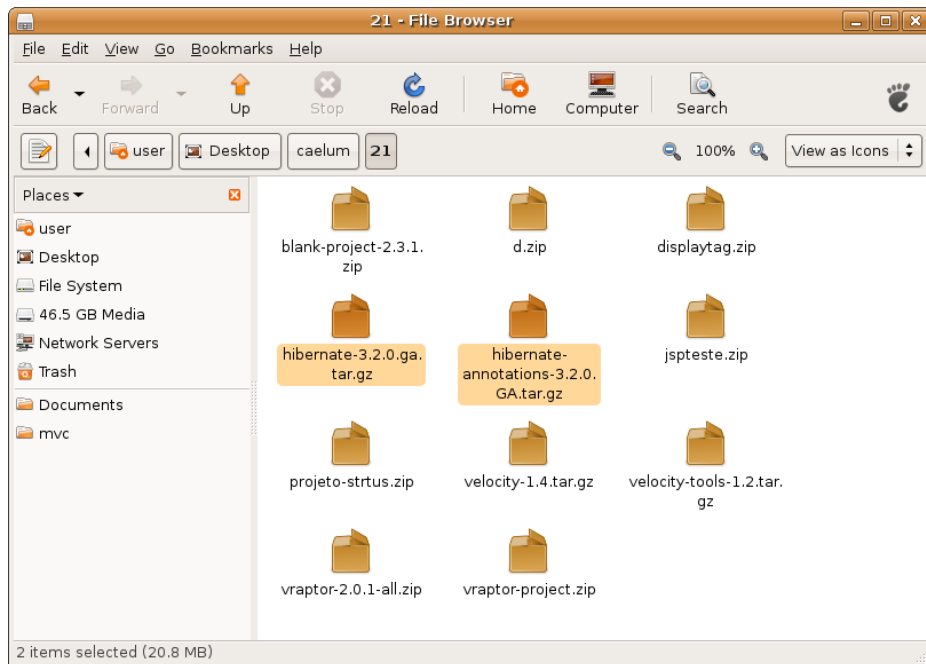 21 - File Browser
File Edit View Go Bookmarks Help
Back Forward Up Stop Reload Home Computer Search
user Desktop caelum 21 100% View as Icons
Places
user
Desktop
File System
46.5 GB Media
Network Servers
Trash
Documents
mvc
blank-project-2.3.1.
zip
d.zip
displaytag.zip
hibernate-3.2.0.ga.
tar.gz
hibernate-
annotations-3.2.0.
GA.tar.gz
jspteste.zip
projeto-strtus.zip
velocity-1.4.tar.gz
velocity-tools-1.2.tar.
gz
vraptor-2.0.1-all.zip
vraptor-project.zip
2 items selected (20.8 MB)